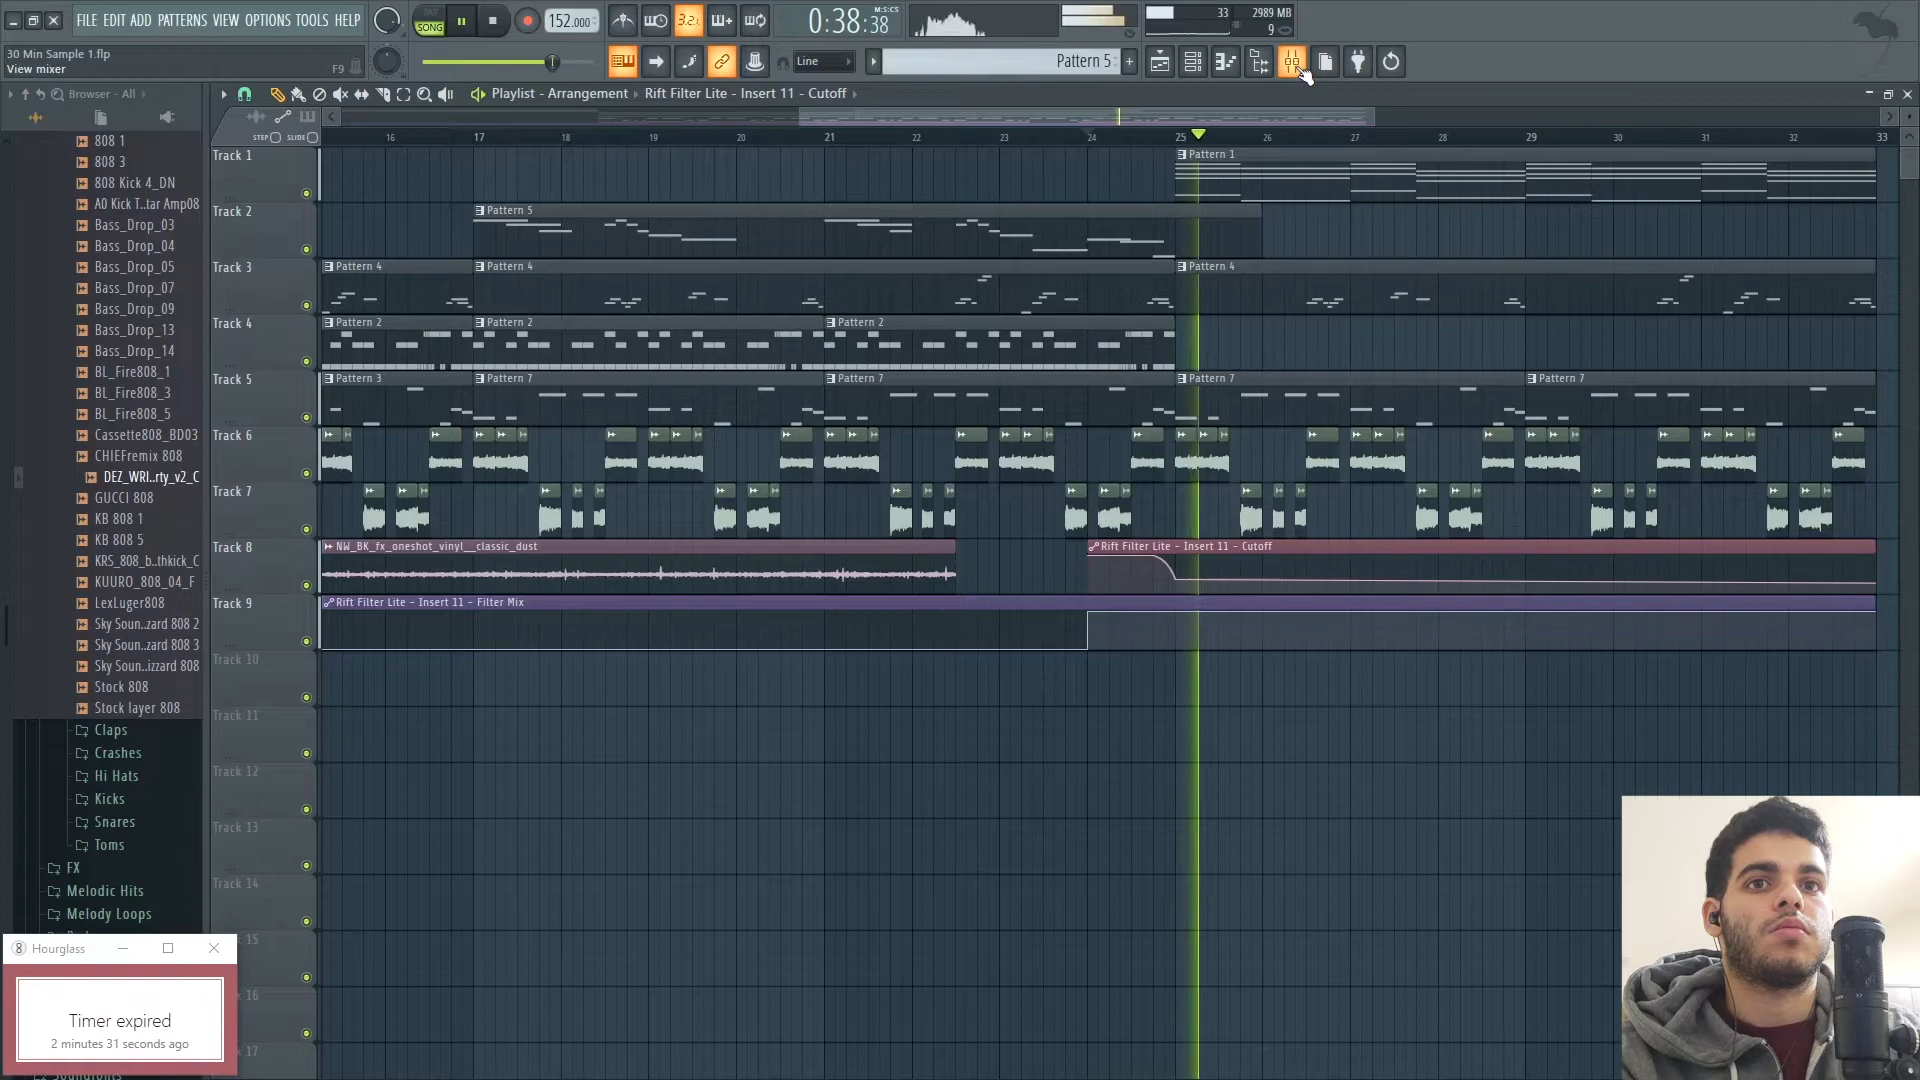 FILE EDIT ADD PATTERNS VIEW OPTIONS TOOLS HELP
PAT
SONG
152.000
3.2.
0:38:38
M:S:CS
33
2989 MB
9
30 Min Sample 1.flp
View mixer
F9
Line
Pattern 5
Browser - All
Playlist - Arrangement
Rift Filter Lite - Insert 11 - Cutoff
STEP
SLIDE
16 17 18 19 20 21 22 23 24 25 26 27 28 29 30 31 32 33
808 1
808 3
808 Kick 4_DN
A0 Kick T..tar Amp08
Bass_Drop_03
Bass_Drop_04
Bass_Drop_05
Bass_Drop_07
Bass_Drop_09
Bass_Drop_13
Bass_Drop_14
BL_Fire808_1
BL_Fire808_3
BL_Fire808_5
Cassette808_BD03
CHIEFremix 808
DEZ_WRI..rty_v2_C
GUCCI 808
KB 808 1
KB 808 5
KRS_808_b..thkick_C
KUURO_808_04_F
LexLuger808
Sky Soun..zard 808 2
Sky Soun..zard 808 3
Sky Soun..izzard 808
Stock 808
Stock layer 808
Claps
Crashes
Hi Hats
Kicks
Snares
Toms
FX
Melodic Hits
Melody Loops
Track 1
Pattern 1
Track 2
Pattern 5
Track 3
Pattern 4
Pattern 4
Pattern 4
Track 4
Pattern 2
Pattern 2
Pattern 2
Track 5
Pattern 3
Pattern 7
Pattern 7
Pattern 7
Pattern 7
Track 6
Track 7
Track 8
NW_BK_fx_oneshot_vinyl__classic_dust
Rift Filter Lite - Insert 11 - Cutoff
Track 9
Rift Filter Lite - Insert 11 - Filter Mix
Track 10
Track 11
Track 12
Track 13
Track 14
15
16
17
Hourglass
Timer expired
2 minutes 31 seconds ago